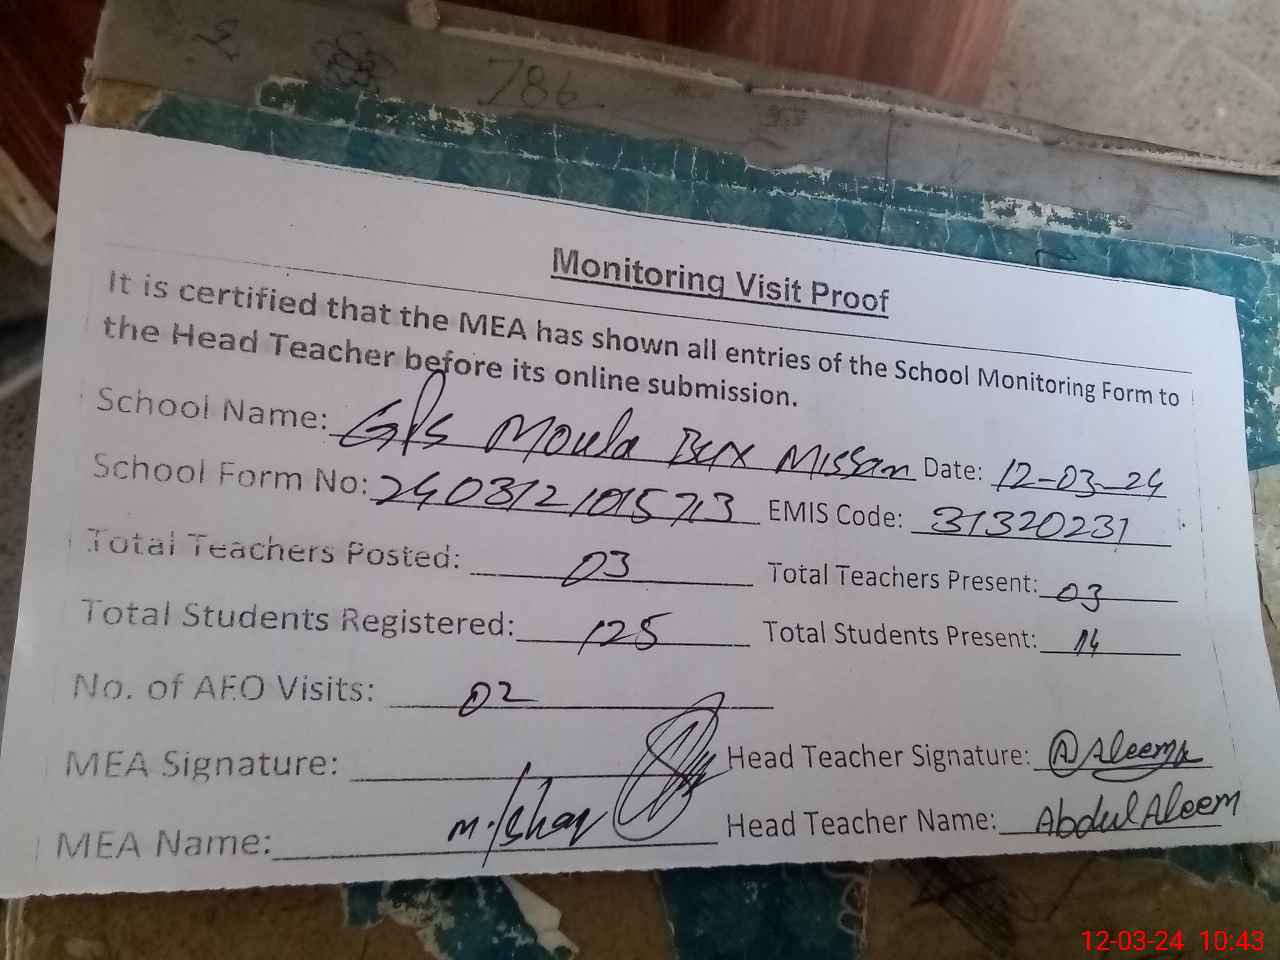 786
Monitoring Visit Proof
It is certified that the MEA has shown all entries of the School Monitoring Form to
the Head Teacher before its online submission.
School Name: GPS Moula Bux Missan Date: 12-03-24
School Form No: 240312101573 EMIS Code: 31320231
Total Teachers Posted: 03 Total Teachers Present: 03
Total Students Registered: 125 Total Students Present: 14
No. of AEO Visits: 02
MEA Signature: Head Teacher Signature: Aleem
MEA Name: Head Teacher Name: Abdul Aleem
12-03-24 10:43